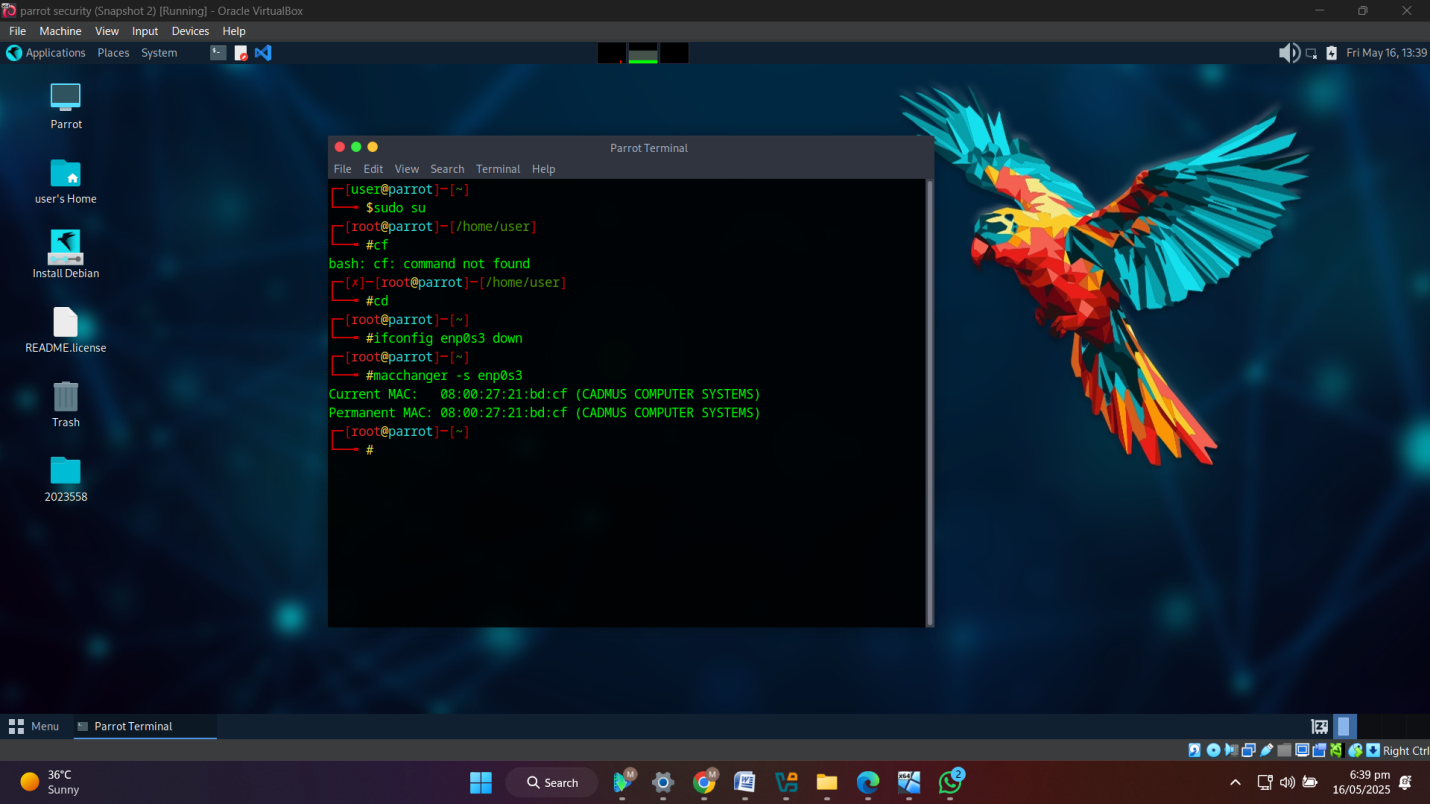 parrot security (Snapshot 2) [Running] - Oracle VirtualBox
File Machine View Input Devices Help
Applications Places System
Fri May 16, 13:39
Parrot
user's Home
Install Debian
README.license
Trash
2023558
Parrot Terminal
File Edit View Search Terminal Help
┌─[user@parrot]─[~]
└──╼ $sudo su
┌─[root@parrot]─[/home/user]
└──╼ #cf
bash: cf: command not found
┌─[✗]─[root@parrot]─[/home/user]
└──╼ #cd
┌─[root@parrot]─[~]
└──╼ #ifconfig enp0s3 down
┌─[root@parrot]─[~]
└──╼ #macchanger -s enp0s3
Current MAC:   08:00:27:21:bd:cf (CADMUS COMPUTER SYSTEMS)
Permanent MAC: 08:00:27:21:bd:cf (CADMUS COMPUTER SYSTEMS)
┌─[root@parrot]─[~]
└──╼ #
Menu
Parrot Terminal
Right Ctrl
36°C
Sunny
Search
M
M
2
6:39 pm
16/05/2025